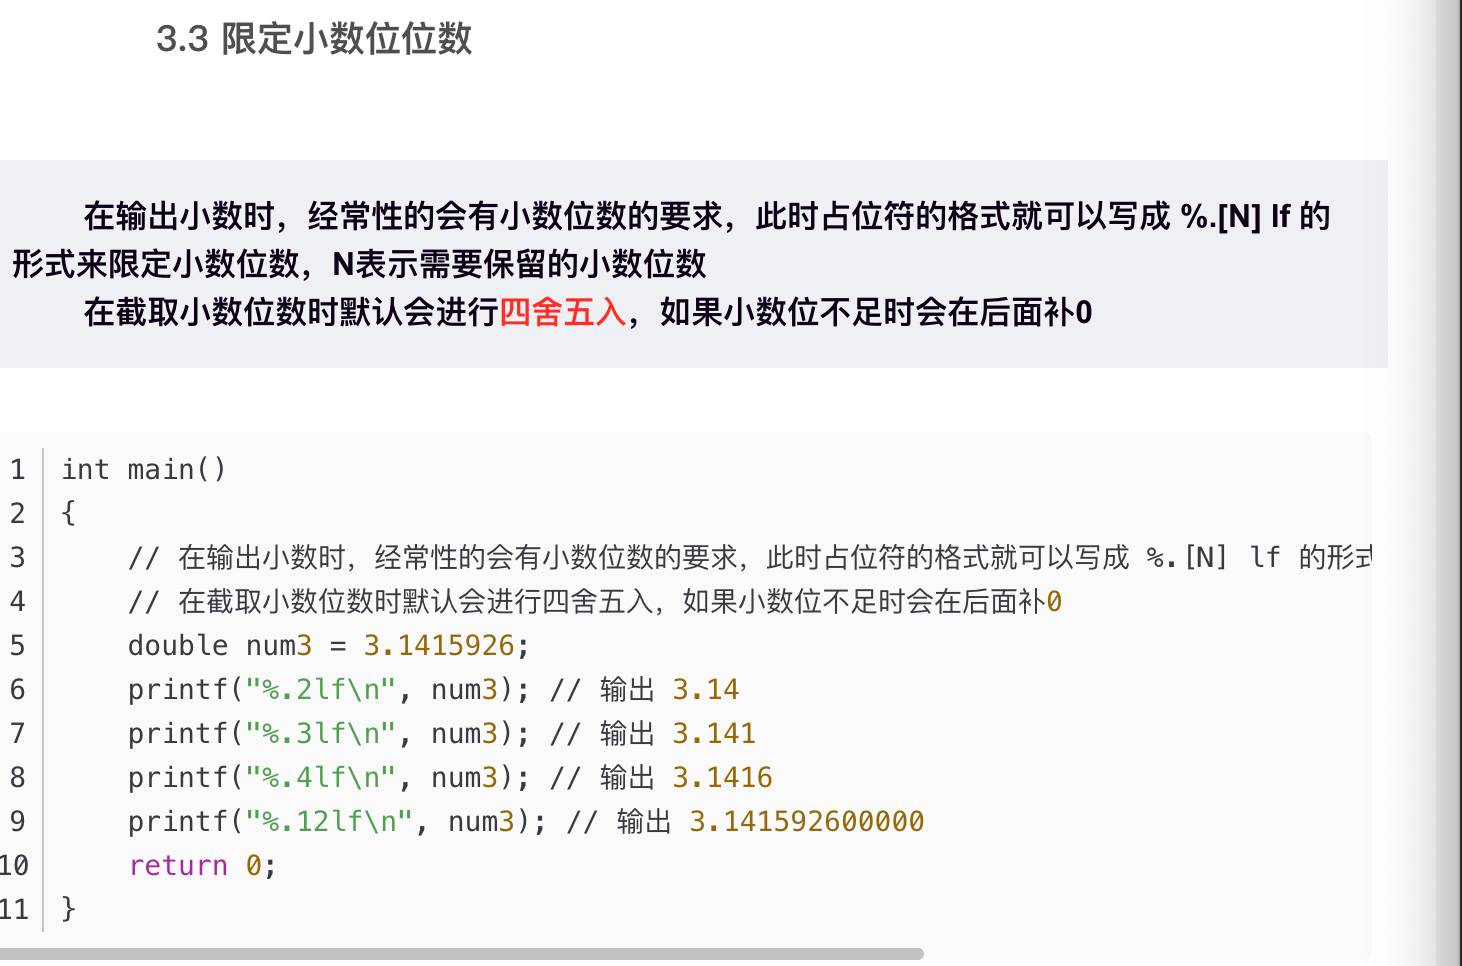 3.3 限定小数位位数
在输出小数时，经常性的会有小数位数的要求，此时占位符的格式就可以写成 %.[N] lf 的
形式来限定小数位数，N表示需要保留的小数位数
在截取小数位数时默认会进行四舍五入，如果小数位不足时会在后面补0
1 int main()
2 {
3 // 在输出小数时，经常性的会有小数位数的要求，此时占位符的格式就可以写成 %.[N] lf 的形式
4 // 在截取小数位数时默认会进行四舍五入，如果小数位不足时会在后面补0
5 double num3 = 3.1415926;
6 printf("%.2lf\n", num3); // 输出 3.14
7 printf("%.3lf\n", num3); // 输出 3.141
8 printf("%.4lf\n", num3); // 输出 3.1416
9 printf("%.12lf\n", num3); // 输出 3.141592600000
10 return 0;
11 }